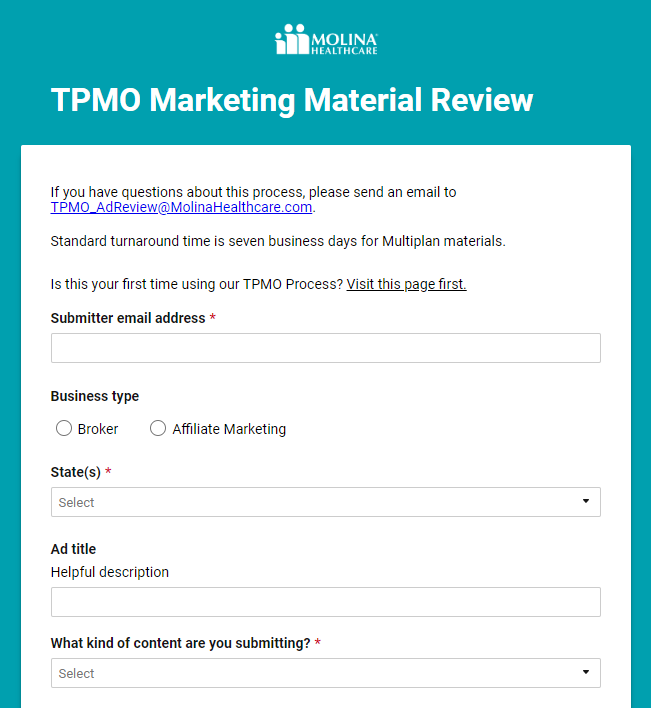 MOLINA
HEALTHCARE
TPMO Marketing Material Review
If you have questions about this process, please send an email to
TPMO_AdReview@MolinaHealthcare.com.
Standard turnaround time is seven business days for Multiplan materials.
Is this your first time using our TPMO Process? Visit this page first.
Submitter email address *
Business type
Broker Affiliate Marketing
State(s) *
Select
Ad title
Helpful description
What kind of content are you submitting? *
Select